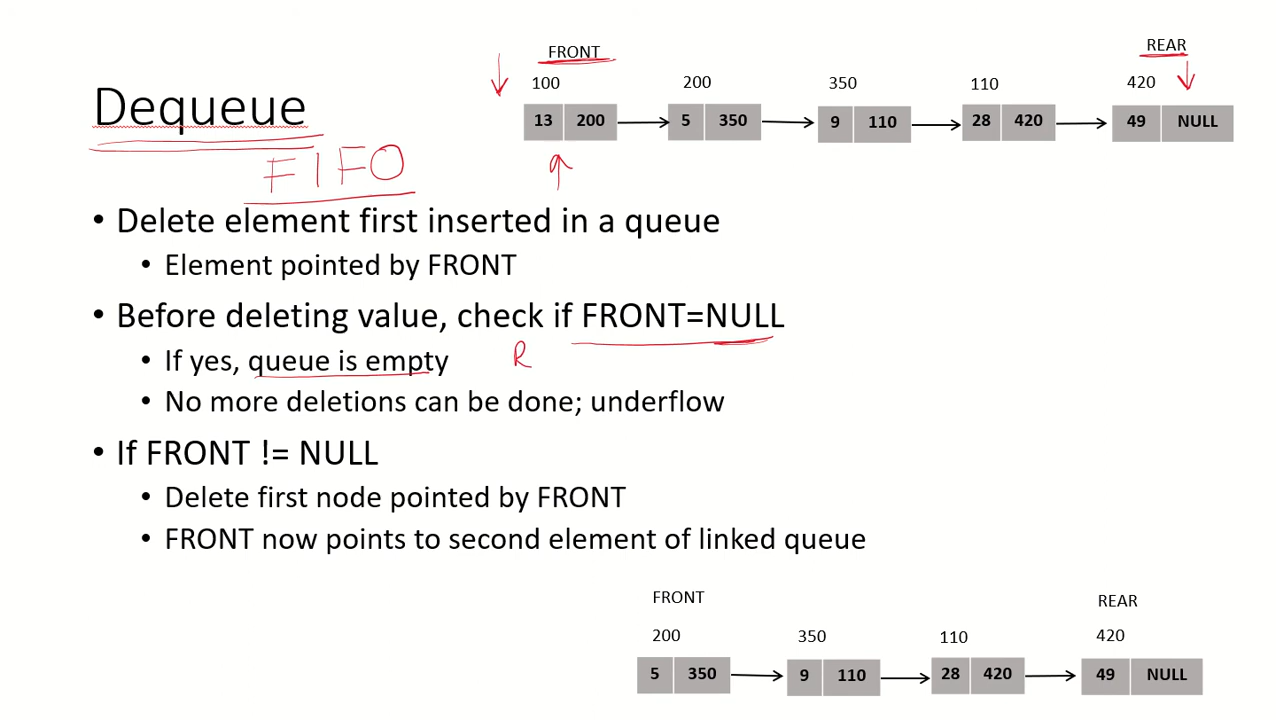 FRONT
REAR
100 200 350 110 420
13 200 5 350 9 110 28 420 49 NULL
Dequeue
FIFO
• Delete element first inserted in a queue
• Element pointed by FRONT
• Before deleting value, check if FRONT=NULL
• If yes, queue is empty R
• No more deletions can be done; underflow
• If FRONT != NULL
• Delete first node pointed by FRONT
• FRONT now points to second element of linked queue
FRONT
REAR
200 350 110 420
5 350 9 110 28 420 49 NULL